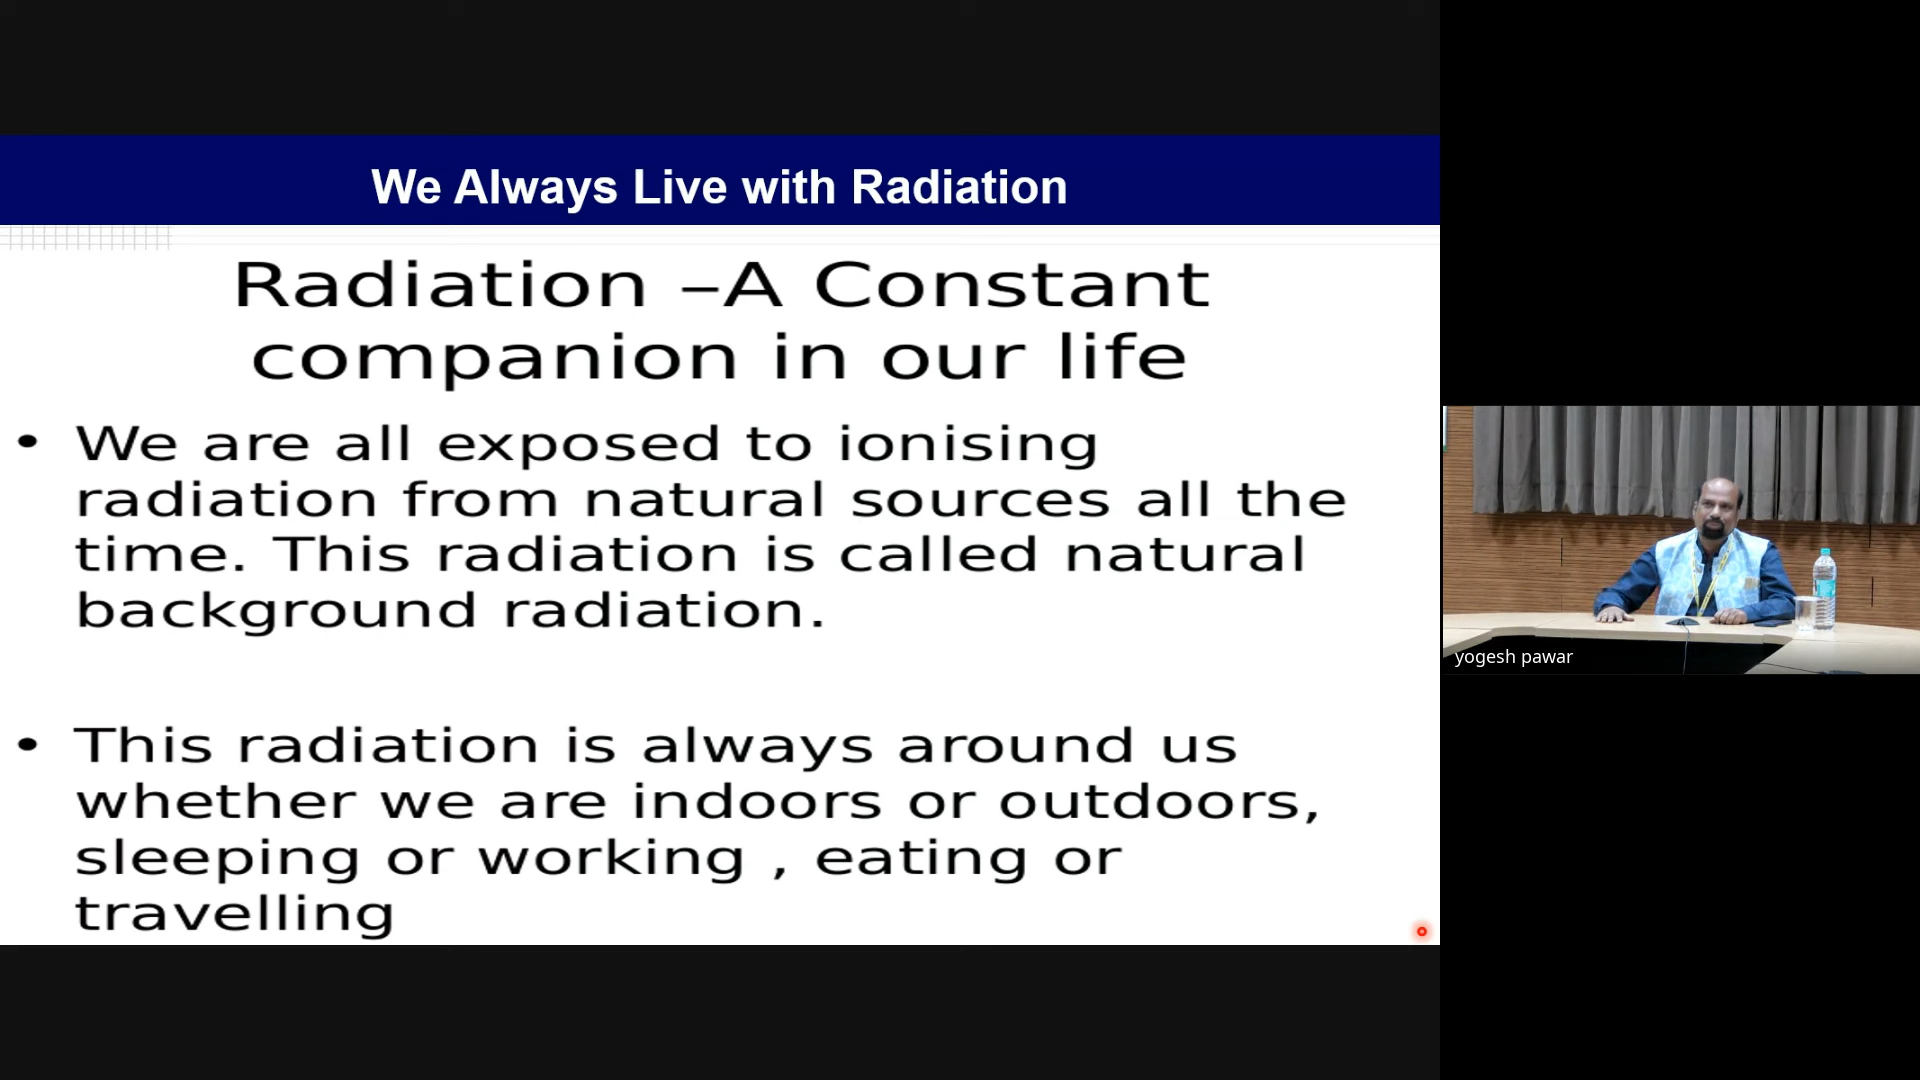 We Always Live with Radiation
Radiation –A Constant
companion in our life
• We are all exposed to ionising
radiation from natural sources all the
time. This radiation is called natural
background radiation.
• This radiation is always around us
whether we are indoors or outdoors,
sleeping or working , eating or
travelling
yogesh pawar